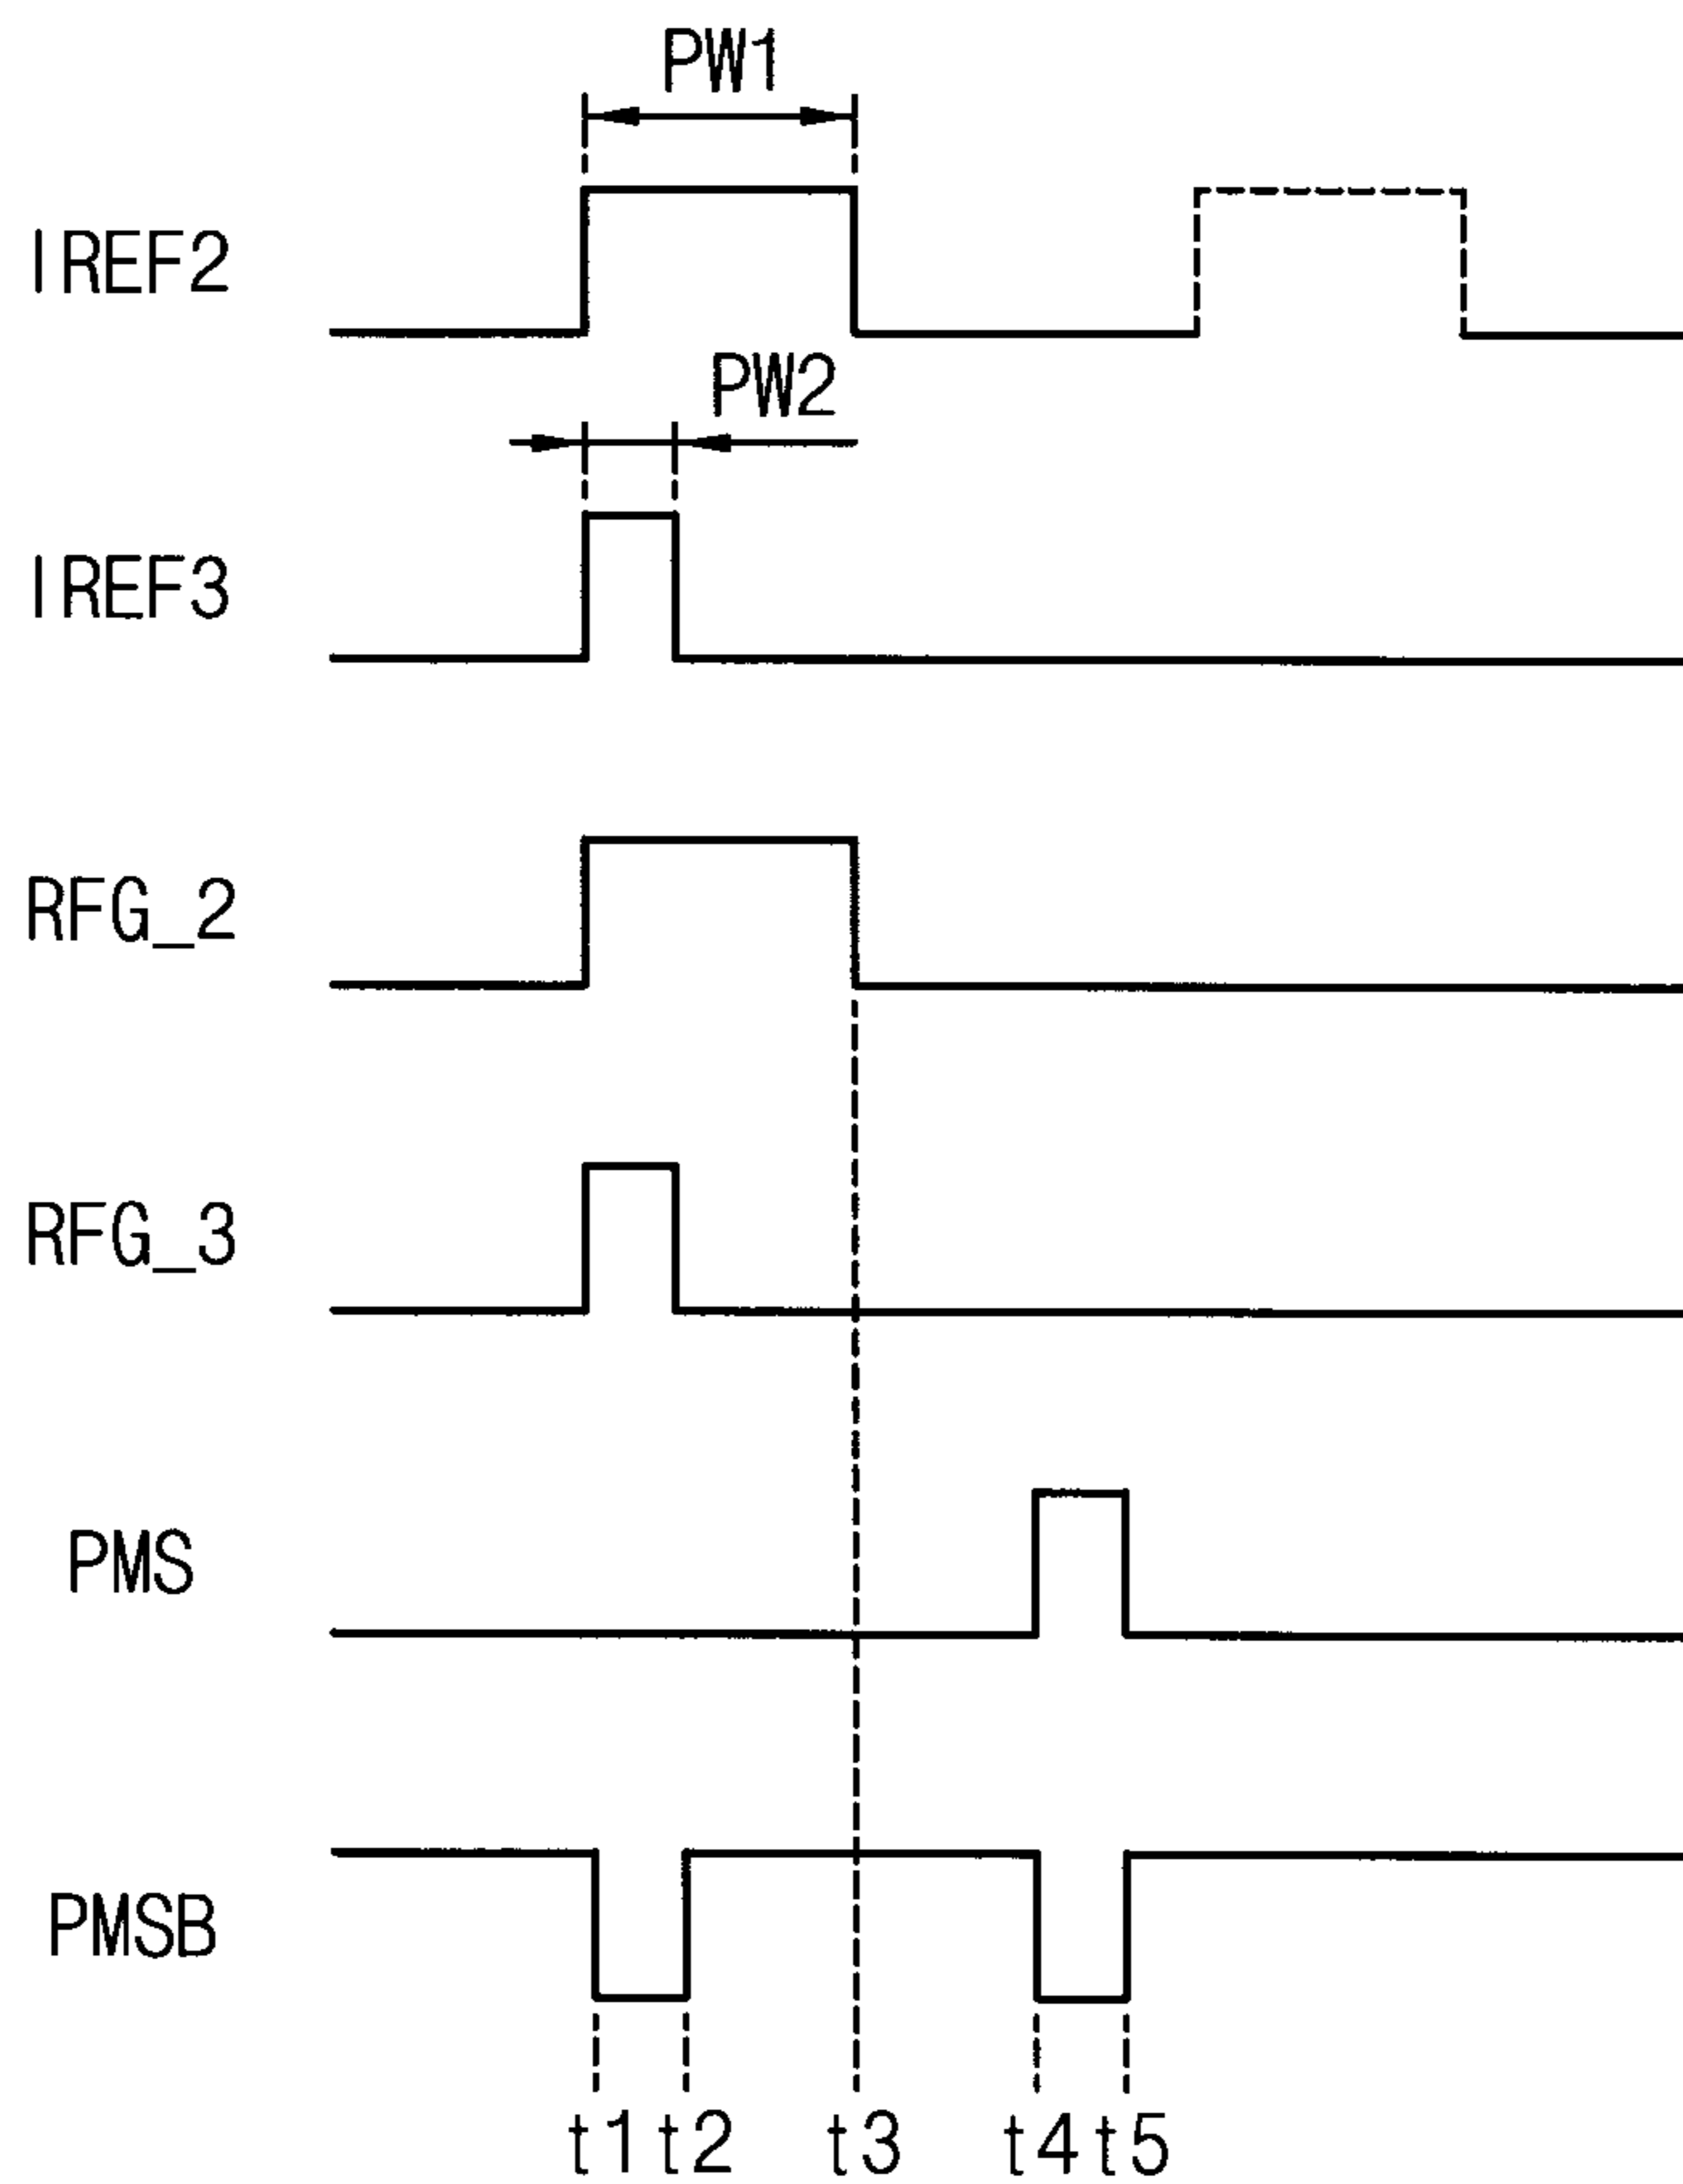 PW1
IREF2
PW2
IREF3
RFG_2
RFG_3
PMS
PMSB
t1 t2 t3 t4 t5